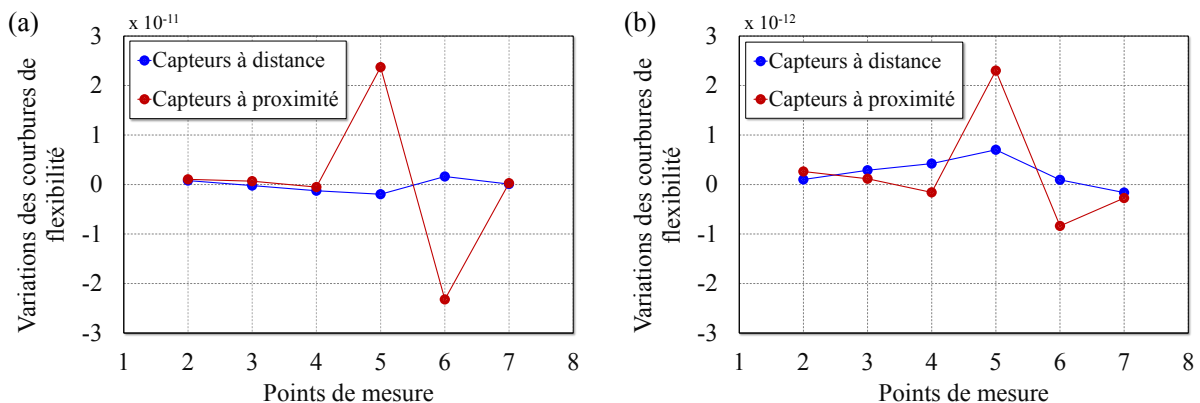 (a)
x 10-11
3
2
1
0
-1
-2
-3
Variations des courbures de
flexibilité
Capteurs à distance
Capteurs à proximité
1 2 3 4 5 6 7 8
Points de mesure
(b)
x 10-12
3
2
1
0
-1
-2
-3
Variations des courbures de
flexibilité
Capteurs à distance
Capteurs à proximité
1 2 3 4 5 6 7 8
Points de mesure